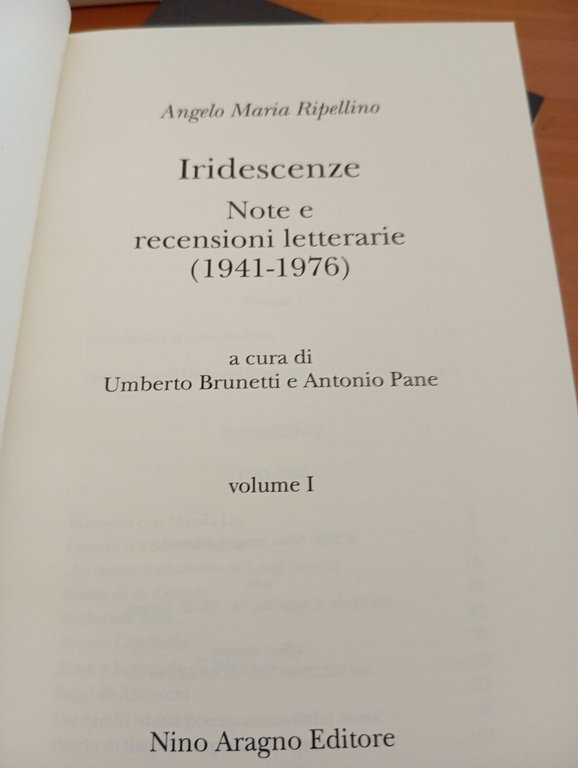 Angelo Maria Ripellino
Iridescenze
Note e
recensioni letterarie
(1941-1976)
a cura di
Umberto Brunetti e Antonio Pane
volume I
Nino Aragno Editore